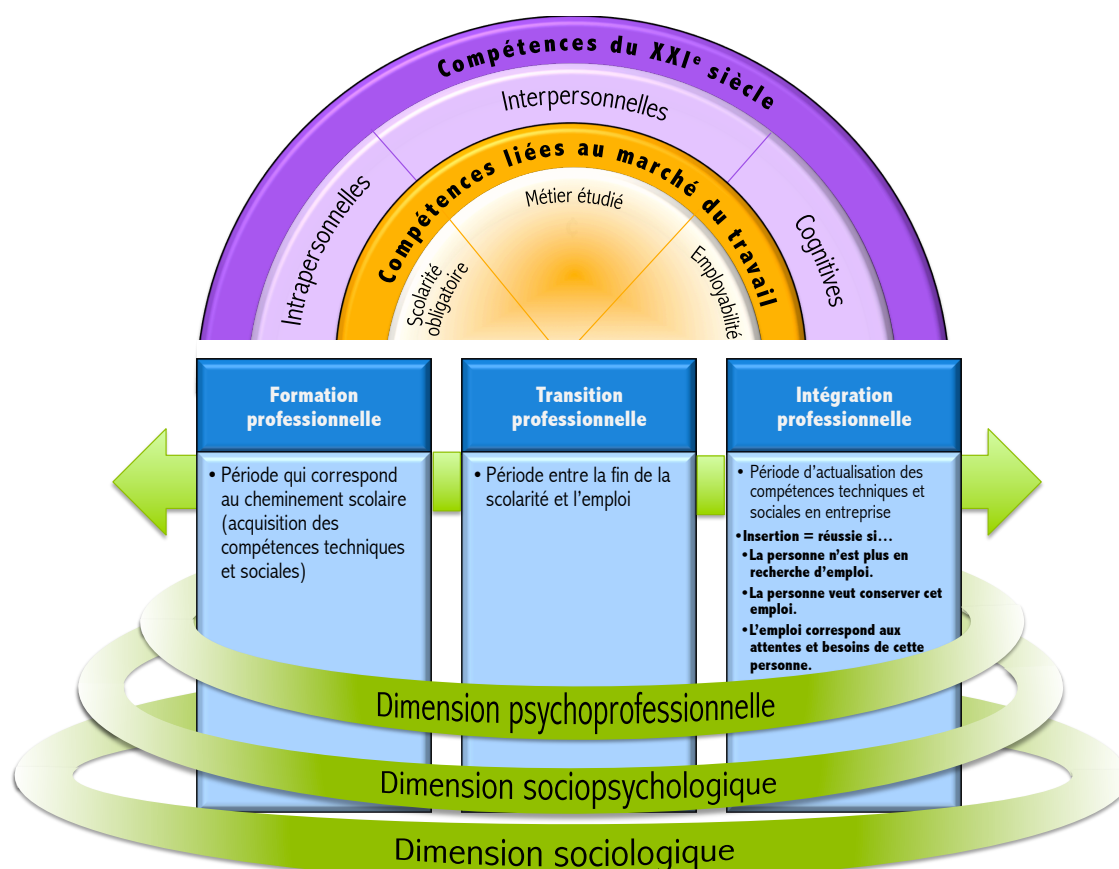 Compétences du XXIe siècle
Interpersonnelles
Intrapersonnelles
Cognitives
Compétences liées au marché du travail
Métier étudié
Scolarité
obligatoire
Employabilité
Formation
professionnelle
• Période qui correspond
au cheminement scolaire
(acquisition des
compétences techniques
et sociales)
Transition
professionnelle
• Période entre la fin de la
scolarité et l'emploi
Intégration
professionnelle
• Période d'actualisation des
compétences techniques et
sociales en entreprise
•Insertion = réussie si…
•La personne n'est plus en
recherche d'emploi.
•La personne veut conserver cet
emploi.
•L'emploi correspond aux
attentes et besoins de cette
personne.
Dimension psychoprofessionnelle
Dimension sociopsychologique
Dimension sociologique